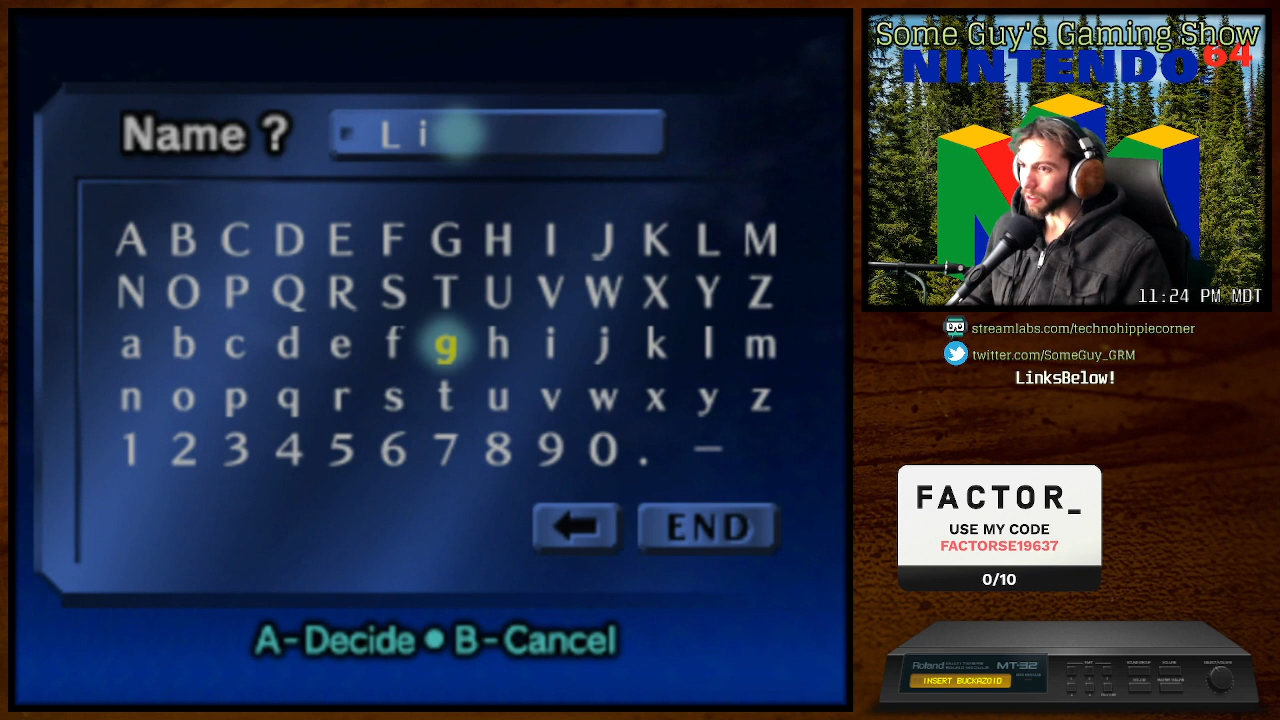 Name ? Li
A B C D E F G H I J K L M
N O P Q R S T U V W X Y Z
a b c d e f g h i j k l m
n o p q r s t u v w x y z
1 2 3 4 5 6 7 8 9 0 . –
END
A-Decide • B-Cancel
Some Guy's Gaming Show
NINTENDO 64
11:24 PM MDT
streamlabs.com/technohippiecorner
twitter.com/SomeGuy_GRM
LinksBelow!
FACTOR_
USE MY CODE
FACTORSE19637
0/10
Roland MT-32
INSERT BUCKAZOID